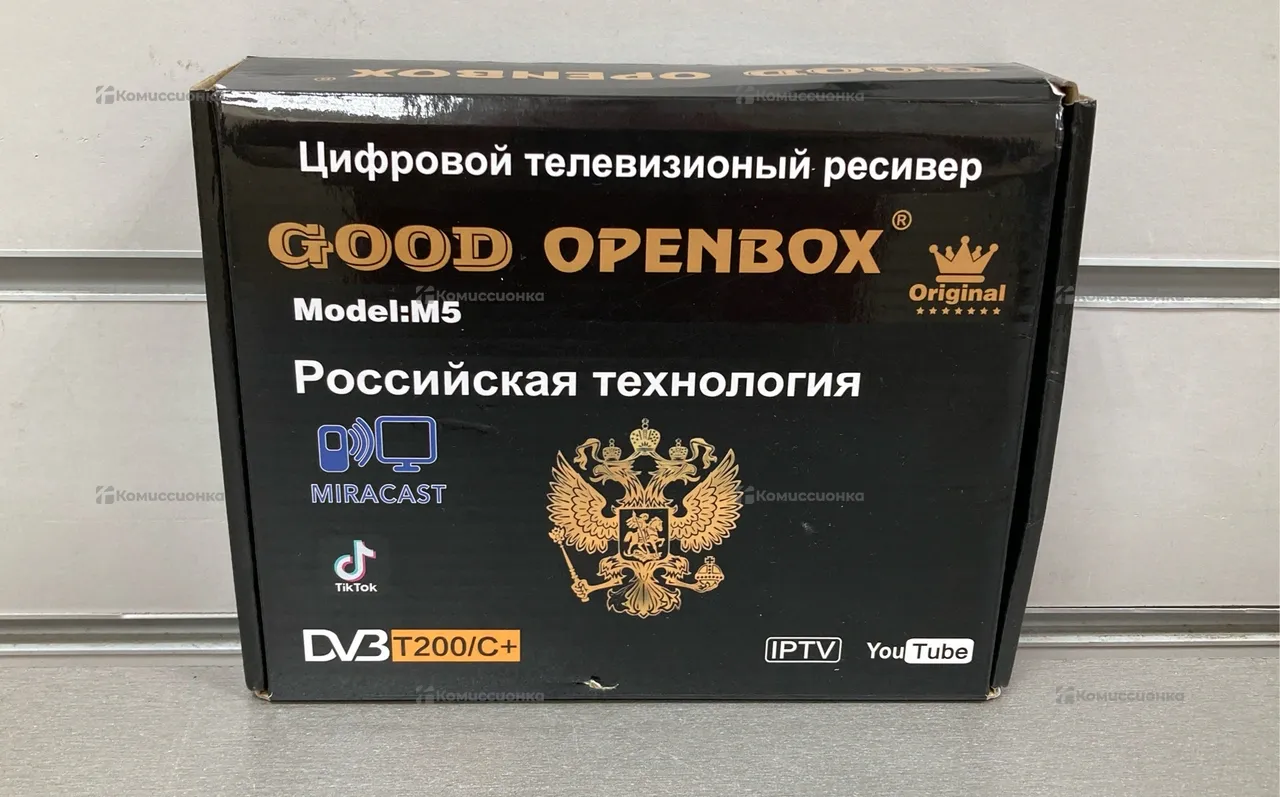 GOOD OPENBOX ®
Цифровой телевизионый ресивер
GOOD OPENBOX ®
Original
Model:M5
Российская технология
MIRACAST
TikTok
DVB T200/C+
IPTV
YouTube
Комиссионка
Комиссионка
Комиссионка
Комиссионка
Комиссионка
Комиссионка
Комиссионка
Комиссионка